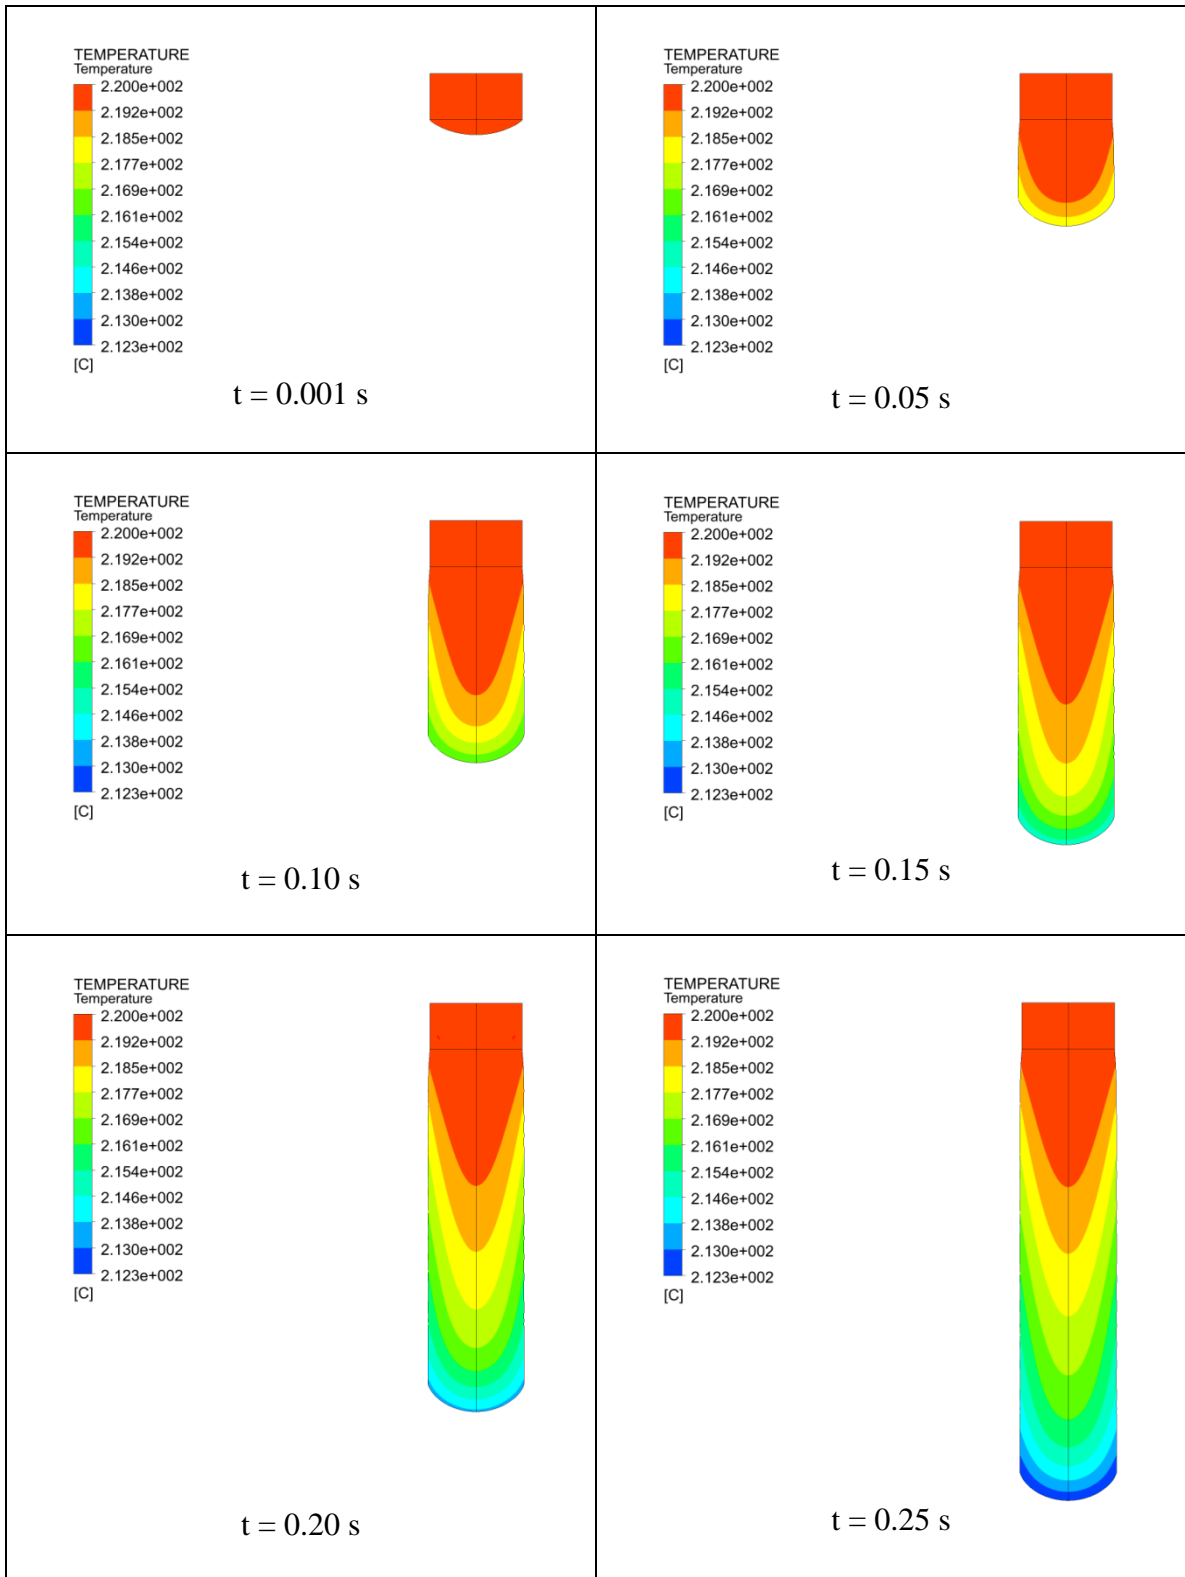 TEMPERATURE
Temperature
2.200e+002
2.192e+002
2.185e+002
2.177e+002
2.169e+002
2.161e+002
2.154e+002
2.146e+002
2.138e+002
2.130e+002
2.123e+002
[C]
t = 0.001 s
TEMPERATURE
Temperature
2.200e+002
2.192e+002
2.185e+002
2.177e+002
2.169e+002
2.161e+002
2.154e+002
2.146e+002
2.138e+002
2.130e+002
2.123e+002
[C]
t = 0.05 s
TEMPERATURE
Temperature
2.200e+002
2.192e+002
2.185e+002
2.177e+002
2.169e+002
2.161e+002
2.154e+002
2.146e+002
2.138e+002
2.130e+002
2.123e+002
[C]
t = 0.10 s
TEMPERATURE
Temperature
2.200e+002
2.192e+002
2.185e+002
2.177e+002
2.169e+002
2.161e+002
2.154e+002
2.146e+002
2.138e+002
2.130e+002
2.123e+002
[C]
t = 0.15 s
TEMPERATURE
Temperature
2.200e+002
2.192e+002
2.185e+002
2.177e+002
2.169e+002
2.161e+002
2.154e+002
2.146e+002
2.138e+002
2.130e+002
2.123e+002
[C]
t = 0.20 s
TEMPERATURE
Temperature
2.200e+002
2.192e+002
2.185e+002
2.177e+002
2.169e+002
2.161e+002
2.154e+002
2.146e+002
2.138e+002
2.130e+002
2.123e+002
[C]
t = 0.25 s